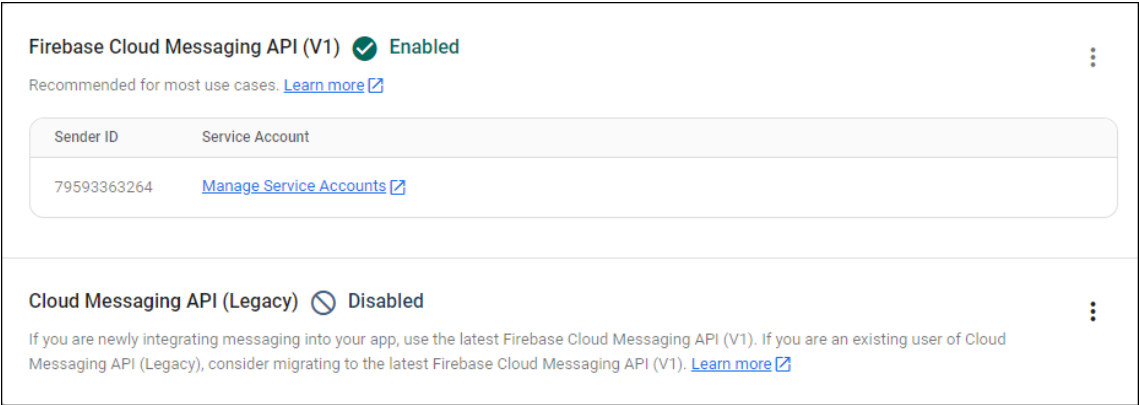 Firebase Cloud Messaging API (V1) Enabled
Recommended for most use cases. Learn more
Sender ID Service Account
79593363264 Manage Service Accounts
Cloud Messaging API (Legacy) Disabled
If you are newly integrating messaging into your app, use the latest Firebase Cloud Messaging API (V1). If you are an existing user of Cloud
Messaging API (Legacy), consider migrating to the latest Firebase Cloud Messaging API (V1). Learn more